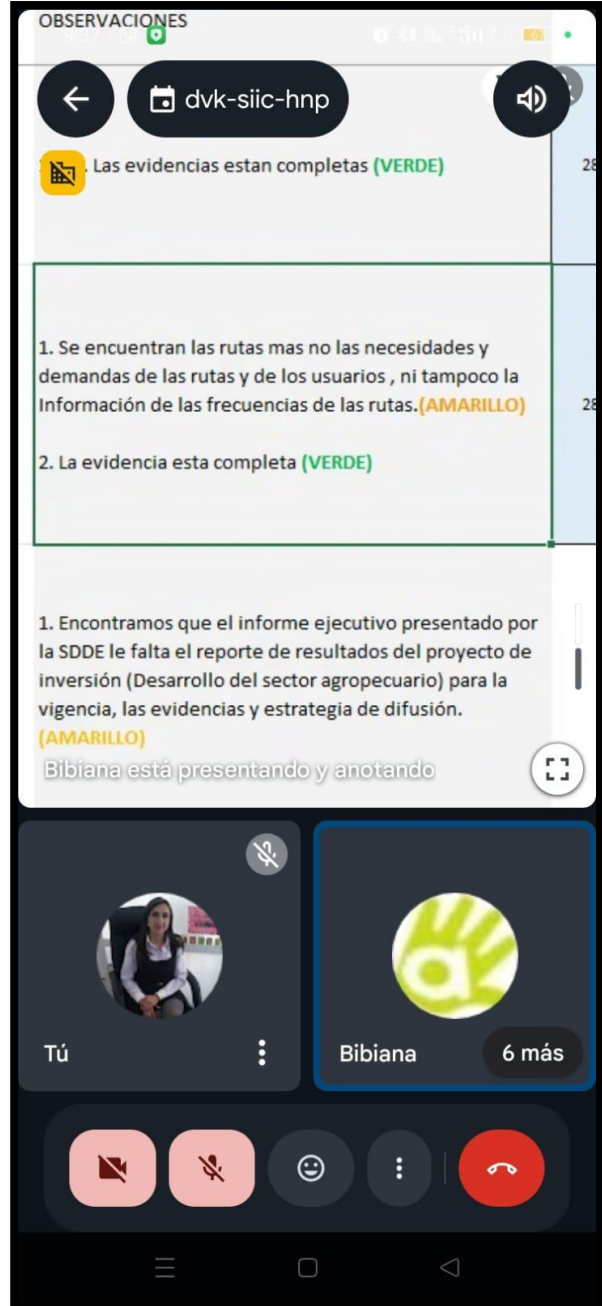 OBSERVACIONES
9:37
dvk-siic-hnp
. Las evidencias estan completas (VERDE)
28
1. Se encuentran las rutas mas no las necesidades y
demandas de las rutas y de los usuarios , ni tampoco la
Información de las frecuencias de las rutas.(AMARILLO)
28
2. La evidencia esta completa (VERDE)
1. Encontramos que el informe ejecutivo presentado por
la SDDE le falta el reporte de resultados del proyecto de
inversión (Desarrollo del sector agropecuario) para la
vigencia, las evidencias y estrategia de difusión.
(AMARILLO)
Bibiana está presentando y anotando
Tú
Bibiana
6 más